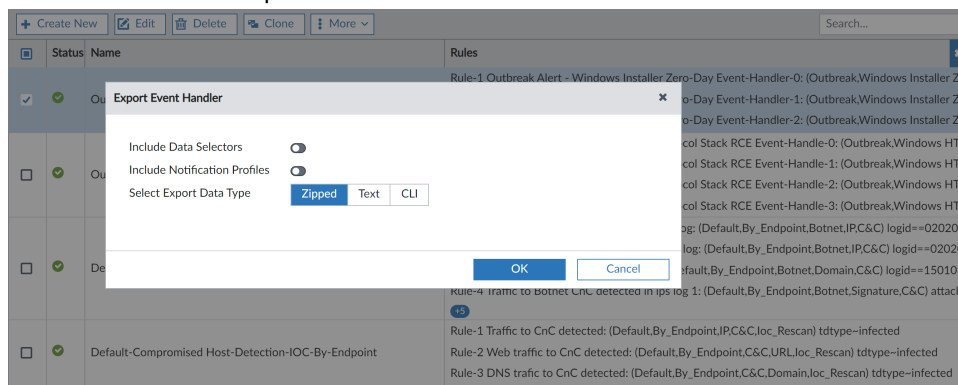 Create New Edit Delete Clone More Search...
Status Name Rules
Rule-1 Outbreak Alert - Windows Installer Zero-Day Event-Handler-0: (Outbreak,Windows Installer Z
Export Event Handler
Ou
ro-Day Event-Handler-1: (Outbreak,Windows Installer Z
ro-Day Event-Handler-2: (Outbreak,Windows Installer Z
Include Data Selectors
col Stack RCE Event-Handle-0: (Outbreak,Windows HT
Include Notification Profiles
col Stack RCE Event-Handle-1: (Outbreak,Windows HT
Ou
col Stack RCE Event-Handle-2: (Outbreak,Windows HT
Select Export Data Type Zipped Text CLI
col Stack RCE Event-Handle-3: (Outbreak,Windows HT
og: (Default,By_Endpoint,Botnet,IP,C&C) logid==02020
log: (Default,By_Endpoint,Botnet,IP,C&C) logid==0202
De
OK Cancel
efault,By_Endpoint,Botnet,Domain,C&C) logid==15010
Rule-4 Traffic to Botnet CnC detected in ips log 1: (Default,By_Endpoint,Botnet,Signature,C&C) attac
+5
Rule-1 Traffic to CnC detected: (Default,By_Endpoint,IP,C&C,Ioc_Rescan) tdtype~infected
Default-Compromised Host-Detection-IOC-By-Endpoint
Rule-2 Web traffic to CnC detected: (Default,By_Endpoint,C&C,URL,Ioc_Rescan) tdtype~infected
Rule-3 DNS trafic to CnC detected: (Default,By_Endpoint,C&C,Domain,Ioc_Rescan) tdtype~infected